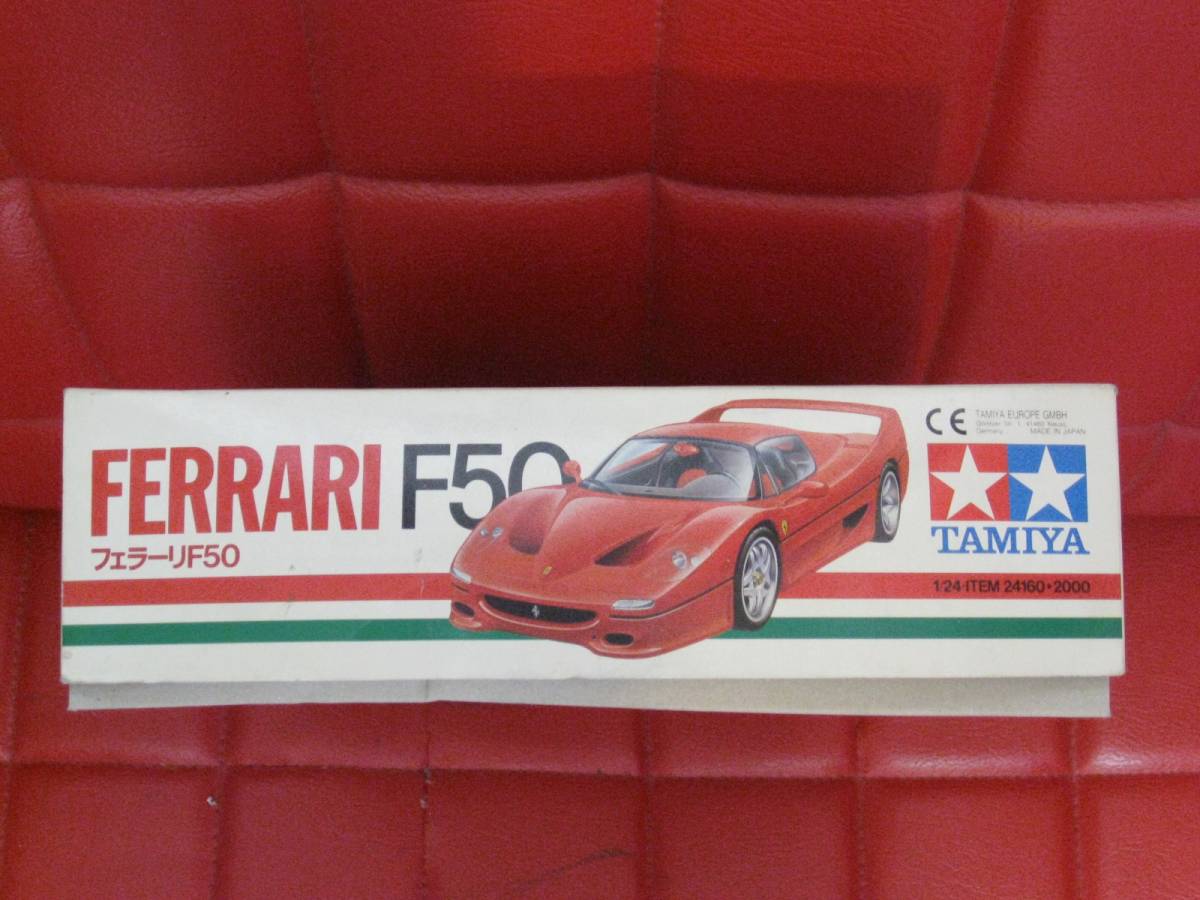 FERRARI F50
フェラーリF50
CE TAMIYA EUROPE GMBH
Germany MADE IN JAPAN
TAMIYA
1/24 ITEM 24160•2000